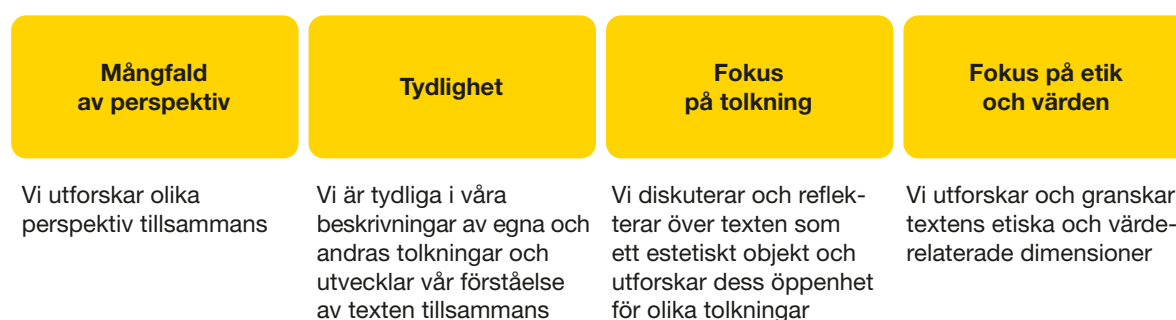 Mångfald
av perspektiv
Vi utforskar olika
perspektiv tillsammans
Tydlighet
Vi är tydliga i våra
beskrivningar av egna och
andras tolkningar och
utvecklar vår förståelse
av texten tillsammans
Fokus
på tolkning
Vi diskuterar och reflek-
terar över texten som
ett estetiskt objekt och
utforskar dess öppenhet
för olika tolkningar
Fokus på etik
och värden
Vi utforskar och granskar
textens etiska och värde-
relaterade dimensioner